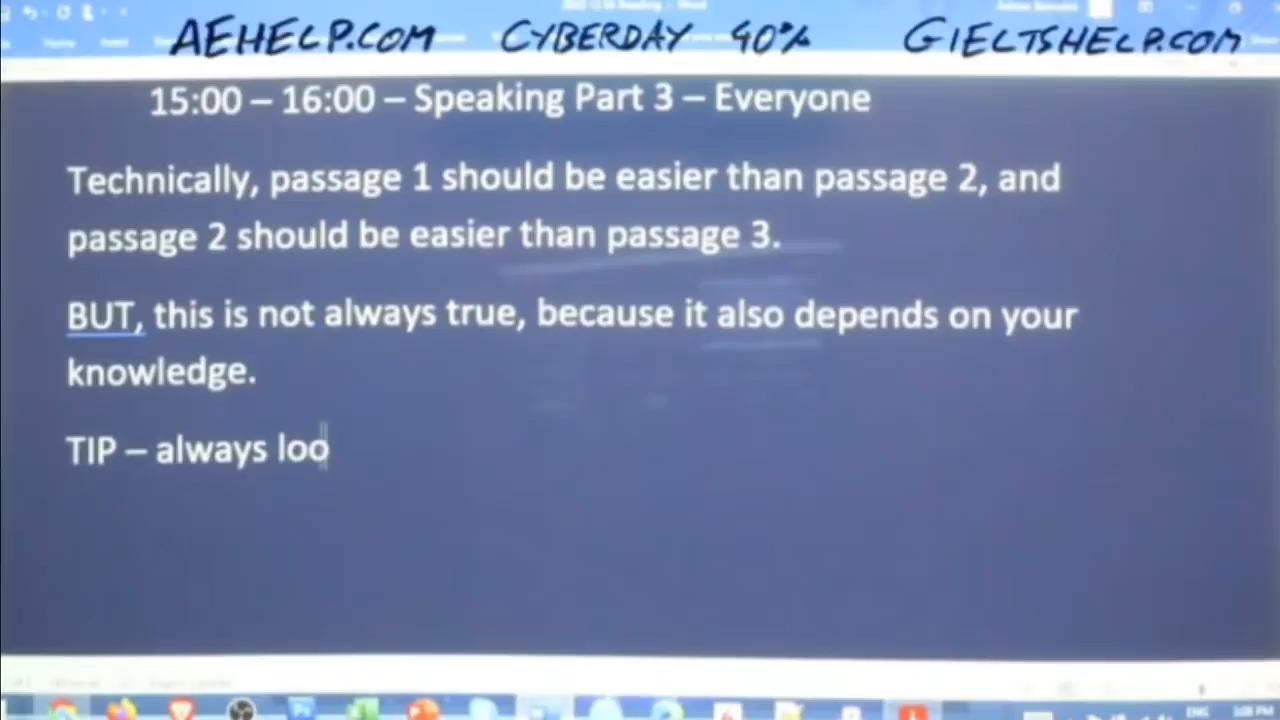 AEHELP.COM CYBERDAY 40% GIELTSHELP.COM
15:00 – 16:00 – Speaking Part 3 – Everyone
Technically, passage 1 should be easier than passage 2, and
passage 2 should be easier than passage 3.
BUT, this is not always true, because it also depends on your
knowledge.
TIP – always loo
ENG